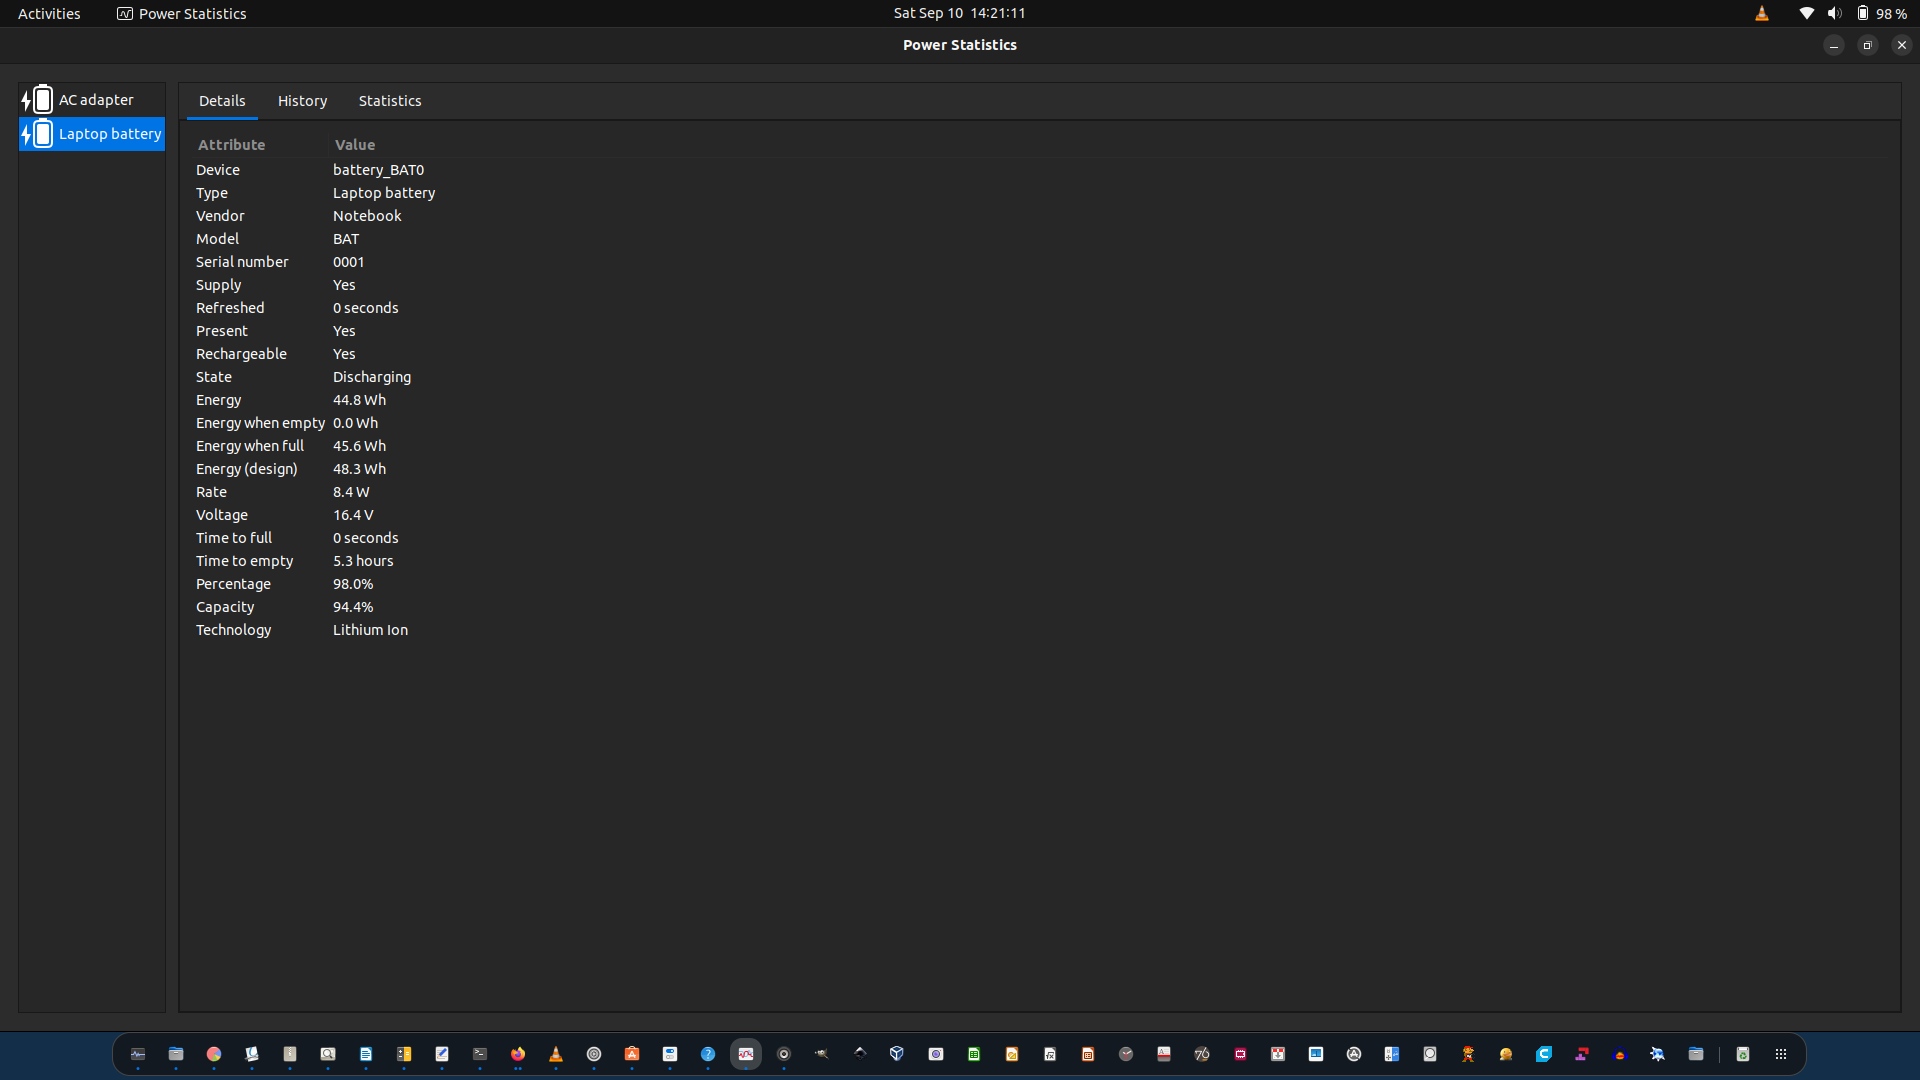 Activities Power Statistics Sat Sep 10 14:21:11 98 %
Power Statistics
AC adapter
Laptop battery
Details History Statistics
Attribute Value
Device battery_BAT0
Type Laptop battery
Vendor Notebook
Model BAT
Serial number 0001
Supply Yes
Refreshed 0 seconds
Present Yes
Rechargeable Yes
State Discharging
Energy 44.8 Wh
Energy when empty 0.0 Wh
Energy when full 45.6 Wh
Energy (design) 48.3 Wh
Rate 8.4 W
Voltage 16.4 V
Time to full 0 seconds
Time to empty 5.3 hours
Percentage 98.0%
Capacity 94.4%
Technology Lithium Ion
? 76